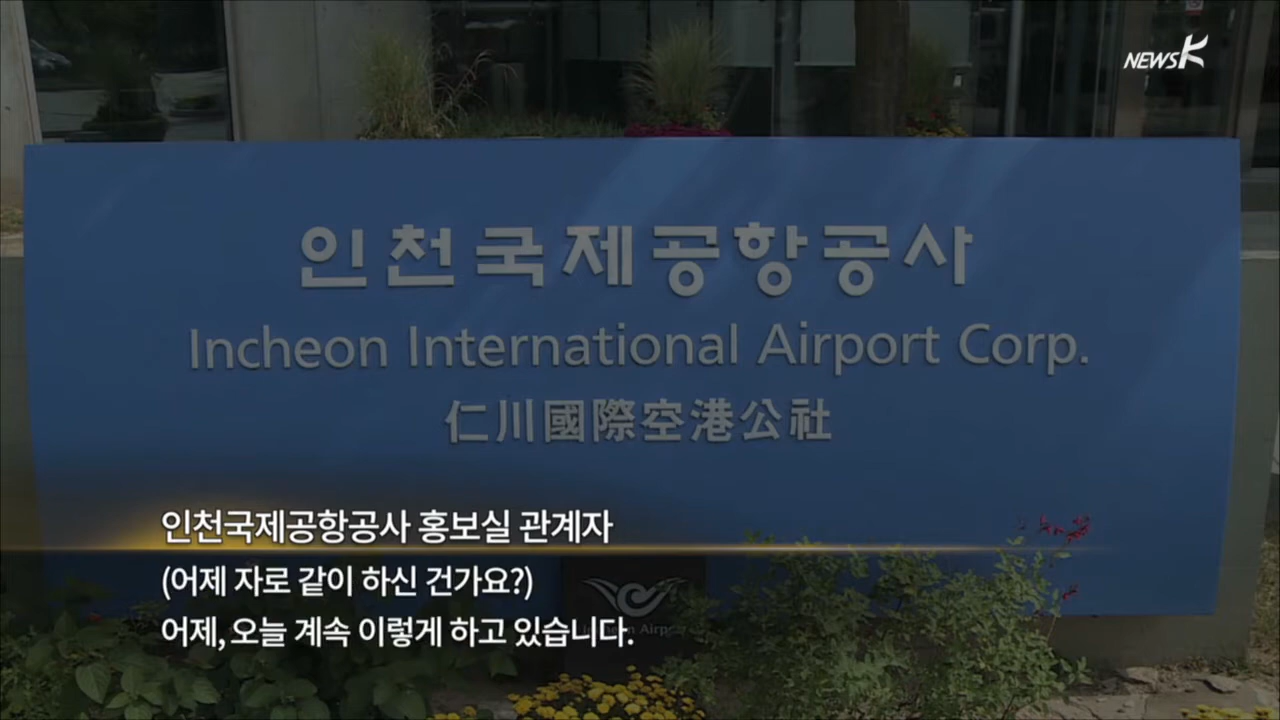 NEWSK
인천국제공항공사
Incheon International Airport Corp.
仁川國際空港公社
인천국제공항공사 홍보실 관계자
(어제 자로 같이 하신 건가요?)
어제, 오늘 계속 이렇게 하고 있습니다.